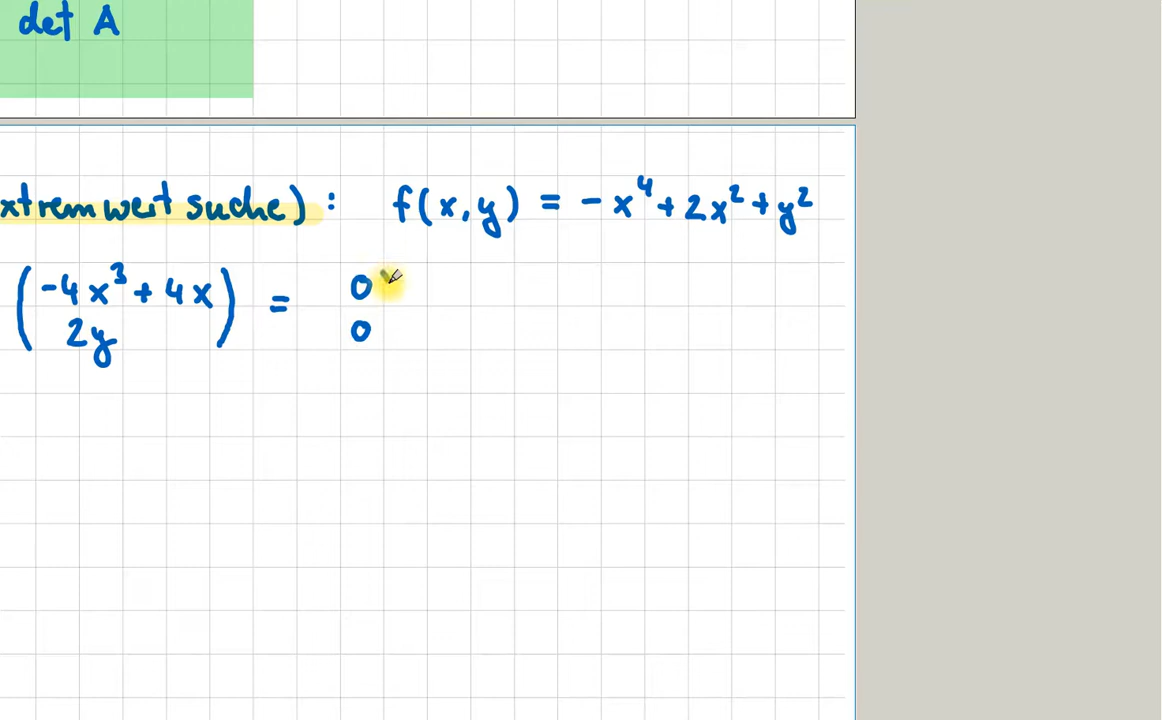 det A
xtremwert suche): f(x,y) = -x⁴+2x²+y²
(-4x³+4x) = 0
2y 0